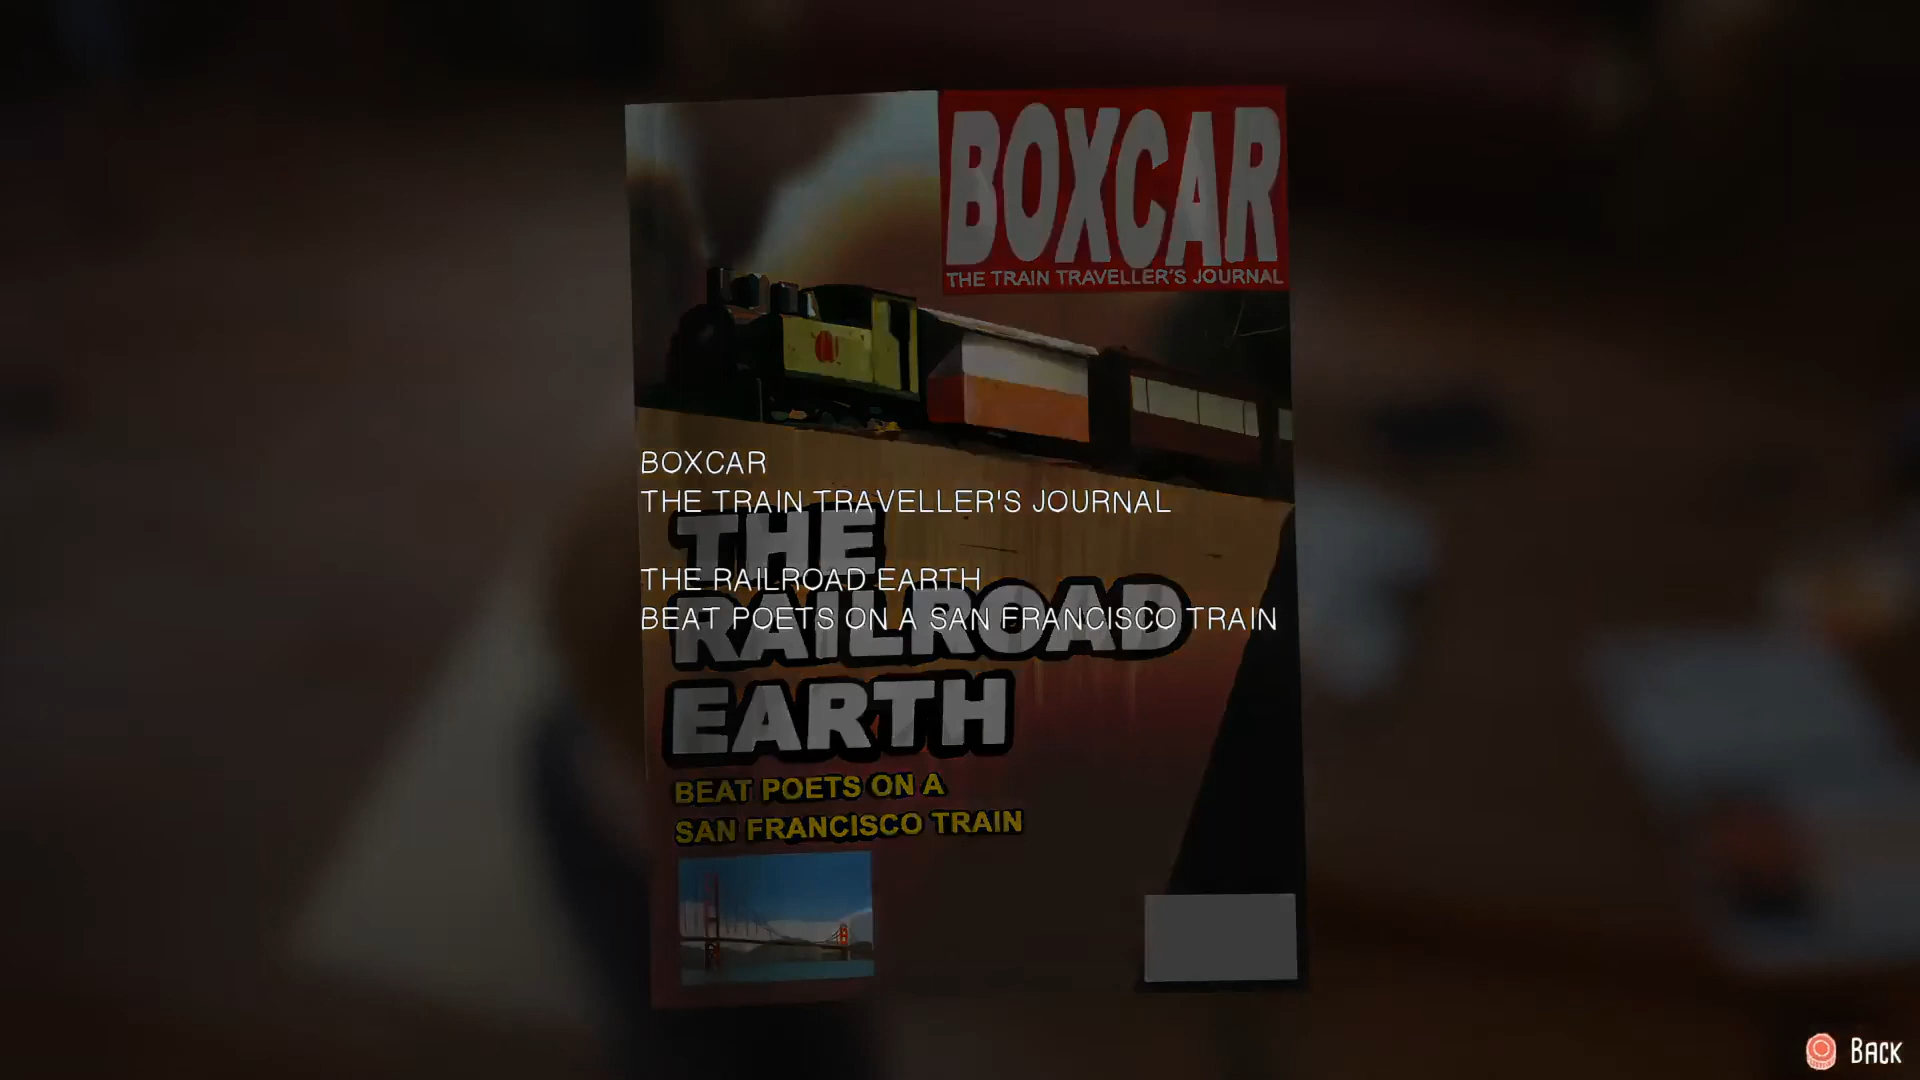 BOXCAR
THE TRAIN TRAVELLER'S JOURNAL
BOXCAR
THE TRAIN TRAVELLER'S JOURNAL
THE RAILROAD EARTH
BEAT POETS ON A SAN FRANCISCO TRAIN
THE
RAILROAD
EARTH
BEAT POETS ON A
SAN FRANCISCO TRAIN
BACK